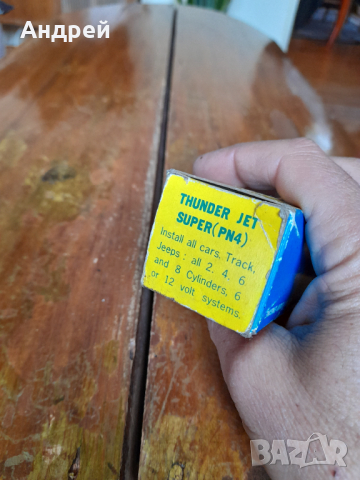 Андрей
THUNDER JET
SUPER(PN4)
Install all cars, Track,
Jeeps: all 2, 4, 6
and 8 Cylinders, 6
or 12 volt systems.
BAZAR